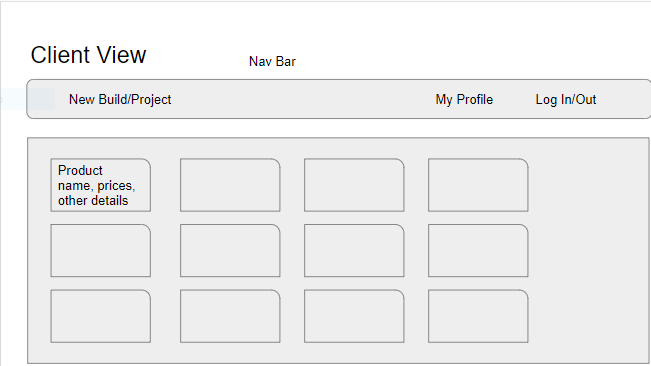 Client View
Nav Bar
New Build/Project
My Profile
Log In/Out
Product
name, prices,
other details